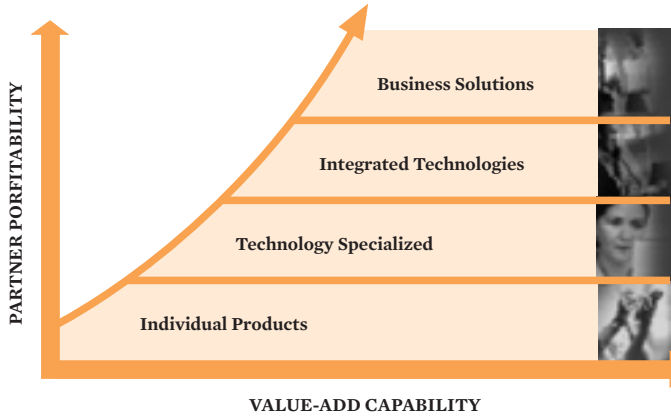 PARTNER PORFITABILITY
Business Solutions
Integrated Technologies
Technology Specialized
Individual Products
VALUE-ADD CAPABILITY